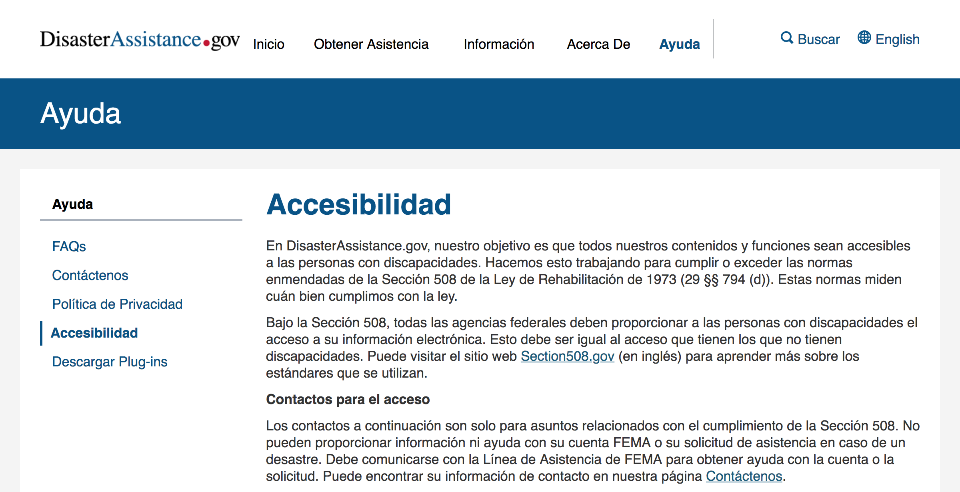 DisasterAssistance.gov
Inicio
Obtener Asistencia
Información
Acerca De
Ayuda
Buscar
English
Ayuda
Ayuda
FAQs
Contáctenos
Política de Privacidad
Accesibilidad
Descargar Plug-ins
Accesibilidad
En DisasterAssistance.gov, nuestro objetivo es que todos nuestros contenidos y funciones sean accesibles
a las personas con discapacidades. Hacemos esto trabajando para cumplir o exceder las normas
enmendadas de la Sección 508 de la Ley de Rehabilitación de 1973 (29 §§ 794 (d)). Estas normas miden
cuán bien cumplimos con la ley.
Bajo la Sección 508, todas las agencias federales deben proporcionar a las personas con discapacidades el
acceso a su información electrónica. Esto debe ser igual al acceso que tienen los que no tienen
discapacidades. Puede visitar el sitio web Section508.gov (en inglés) para aprender más sobre los
estándares que se utilizan.
Contactos para el acceso
Los contactos a continuación son solo para asuntos relacionados con el cumplimiento de la Sección 508. No
pueden proporcionar información ni ayuda con su cuenta FEMA o su solicitud de asistencia en caso de un
desastre. Debe comunicarse con la Línea de Asistencia de FEMA para obtener ayuda con la cuenta o la
solicitud. Puede encontrar su información de contacto en nuestra página Contáctenos.